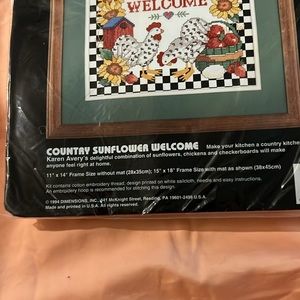 WELCOME
COUNTRY SUNFLOWER WELCOME Make your kitchen a country kitc
Karen Avery's delightful combination of sunflowers, chickens and checkerboards will make
anyone feel right at home.
11" x 14" Frame Size without mat (28x35cm); 15" x 18" Frame Size with mat as shown (38x45cm)
Kit contains cotton embroidery thread, design printed on white sailcloth, needle and easy instructions.
An embroidery hoop is recommended for stitching this design.
© 1994 DIMENSIONS, INC., 641 McKnight Street, Reading, PA 19601-2499 U.S.A.
Made and printed in U.S.A. All rights reserved.